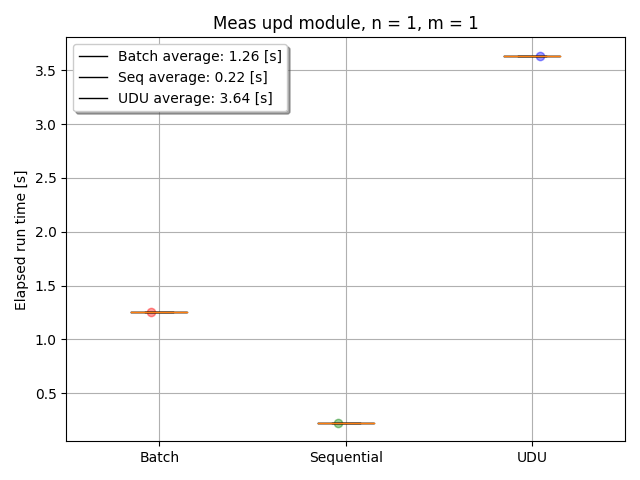 Meas upd module, n = 1, m = 1
Batch average: 1.26 [s]
Seq average: 0.22 [s]
UDU average: 3.64 [s]
Elapsed run time [s]
3.5
3.0
2.5
2.0
1.5
1.0
0.5
Batch
Sequential
UDU